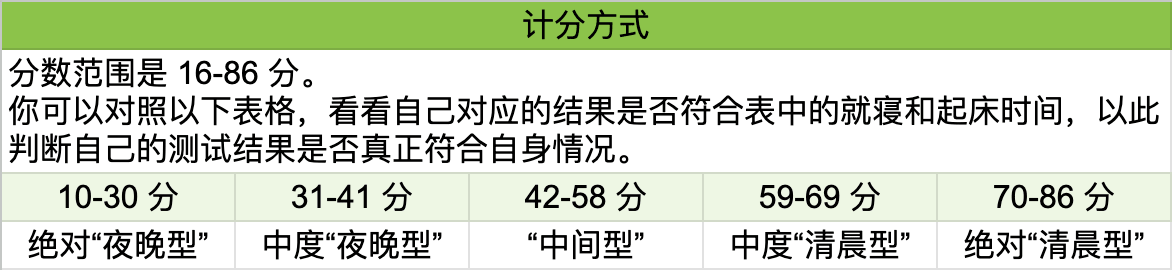 计分方式
分数范围是 16-86 分。
你可以对照以下表格，看看自己对应的结果是否符合表中的就寝和起床时间，以此
判断自己的测试结果是否真正符合自身情况。
10-30 分 31-41 分 42-58 分 59-69 分 70-86 分
绝对“夜晚型” 中度“夜晚型” “中间型” 中度“清晨型” 绝对“清晨型”